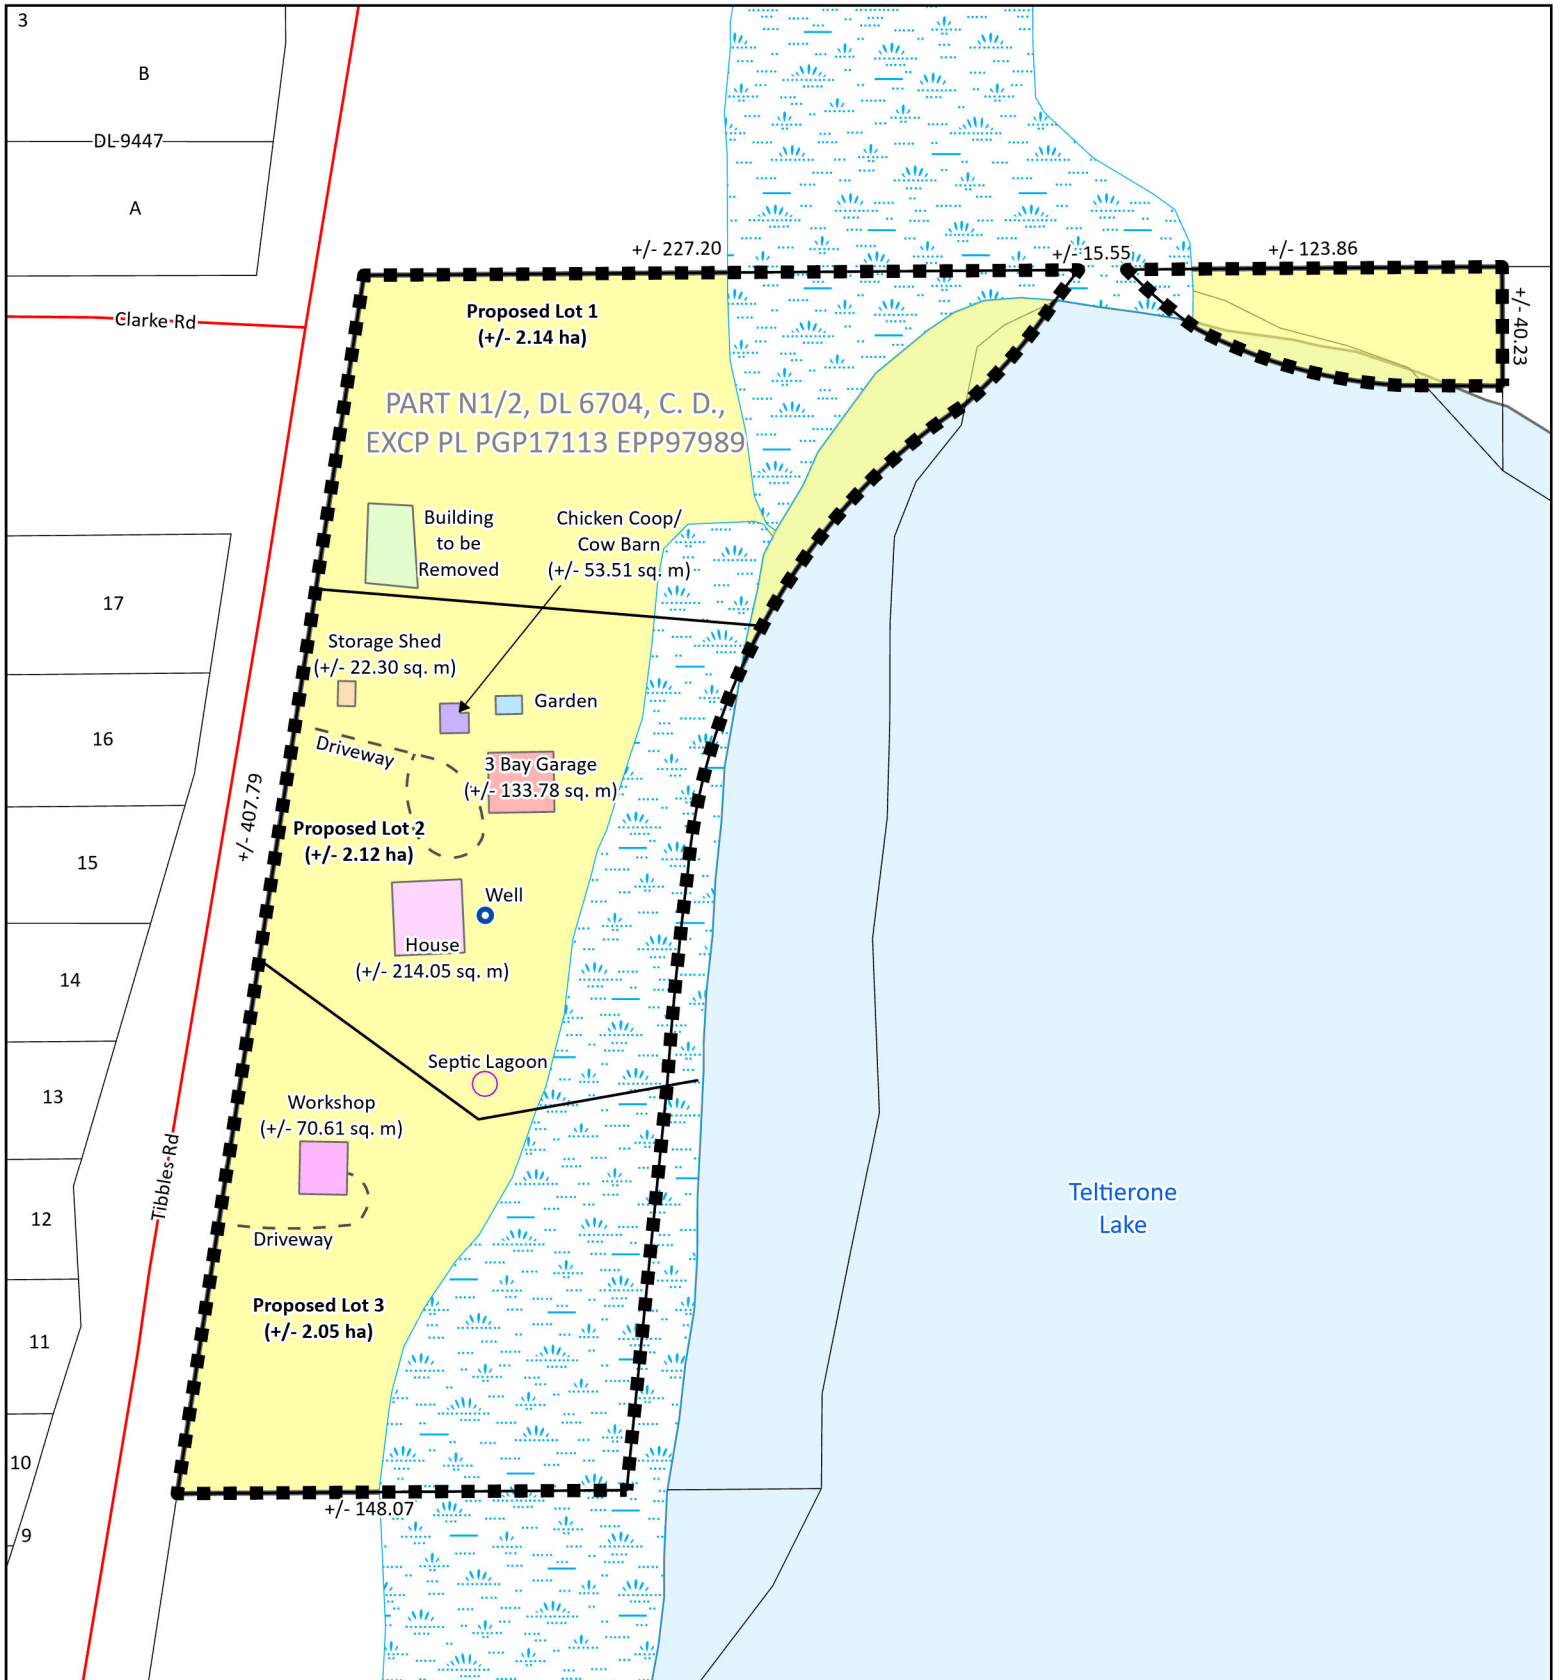 3
B
DL-9447
A
+/- 227.20
+/- 15.55
+/- 123.86
+/- 40.23
Clarke Rd
Proposed Lot 1
(+/- 2.14 ha)
PART N1/2, DL 6704, C. D.,
EXCP PL PGP17113 EPP97989
Building
to be
Removed
Chicken Coop/
Cow Barn
(+/- 53.51 sq. m)
17
Storage Shed
(+/- 22.30 sq. m)
Garden
16
Driveway
3 Bay Garage
(+/- 133.78 sq. m)
+/- 407.79
Proposed Lot 2
(+/- 2.12 ha)
15
Well
House
(+/- 214.05 sq. m)
14
Septic Lagoon
13
Workshop
(+/- 70.61 sq. m)
Tibbles Rd
Teltierone
Lake
12
Driveway
Proposed Lot 3
(+/- 2.05 ha)
11
10
+/- 148.07
9